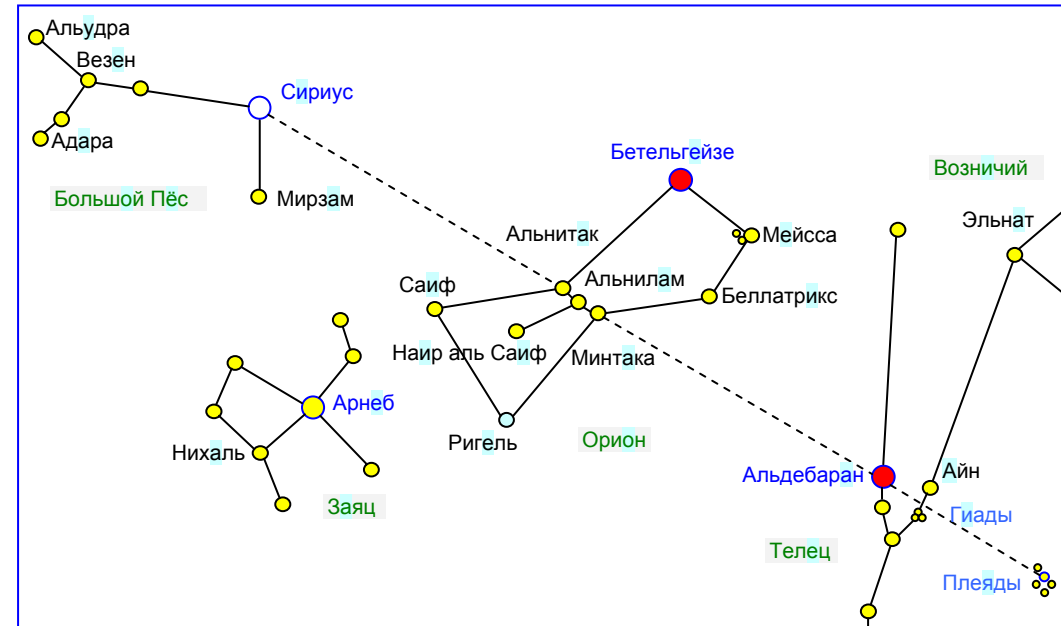 Альудра
Везен
Сириус
Адара
Большой Пёс
Мирзам
Бетельгейзе
Возничий
Эльнат
Альнитак
Мейсса
Саиф
Альнилам
Беллатрикс
Наир аль Саиф
Минтака
Арнеб
Нихаль
Ригель
Орион
Заяц
Альдебаран
Айн
Гиады
Телец
Плеяды